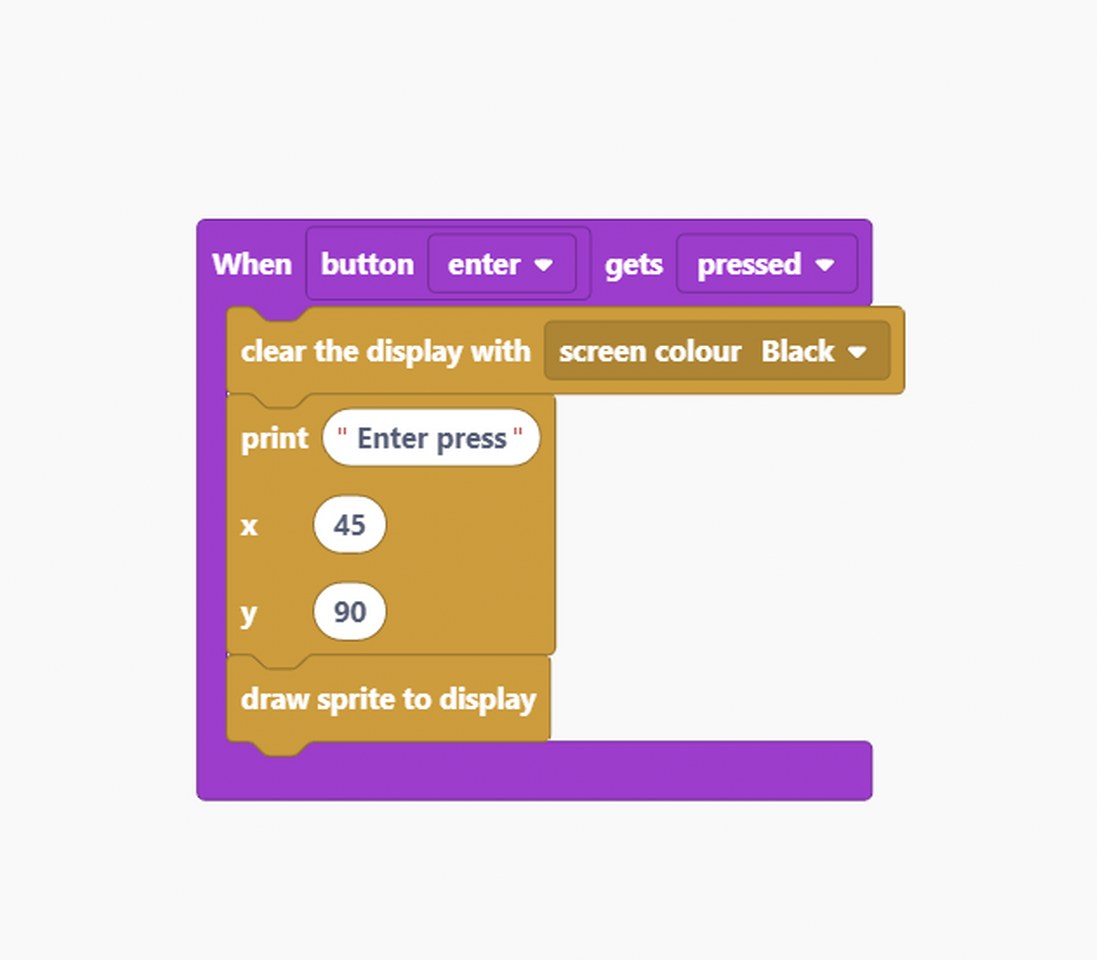 When button enter gets pressed
clear the display with screen colour Black
print " Enter press "
x 45
y 90
draw sprite to display